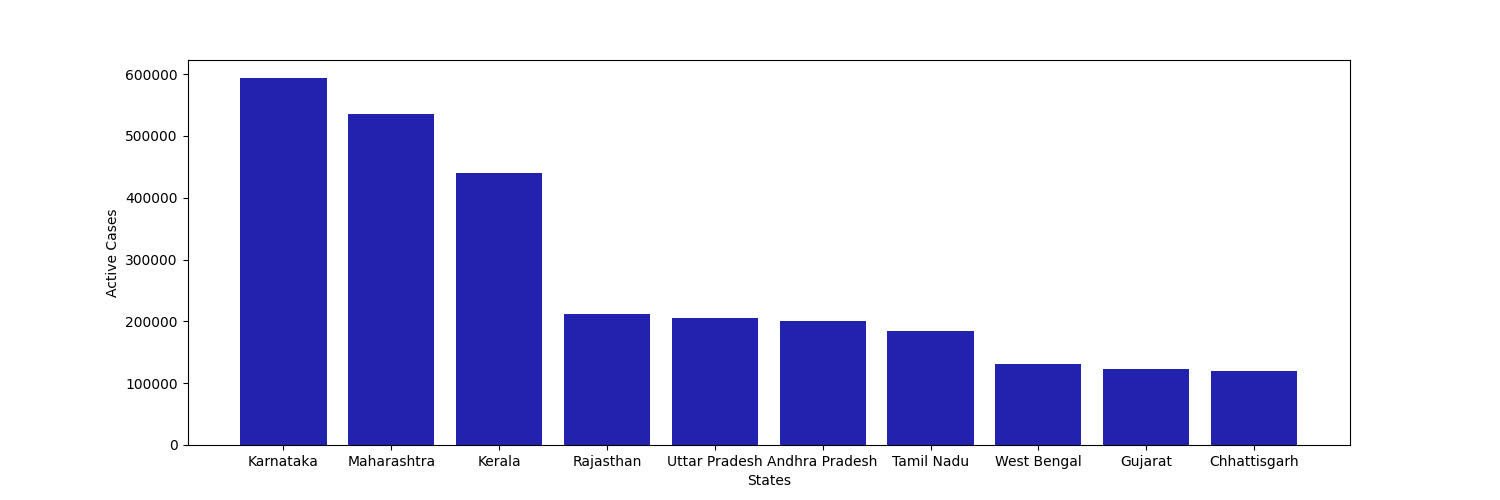 600000
500000
400000
300000
200000
100000
0
Active Cases
Karnataka Maharashtra Kerala Rajasthan Uttar Pradesh Andhra Pradesh Tamil Nadu West Bengal Gujarat Chhattisgarh
States